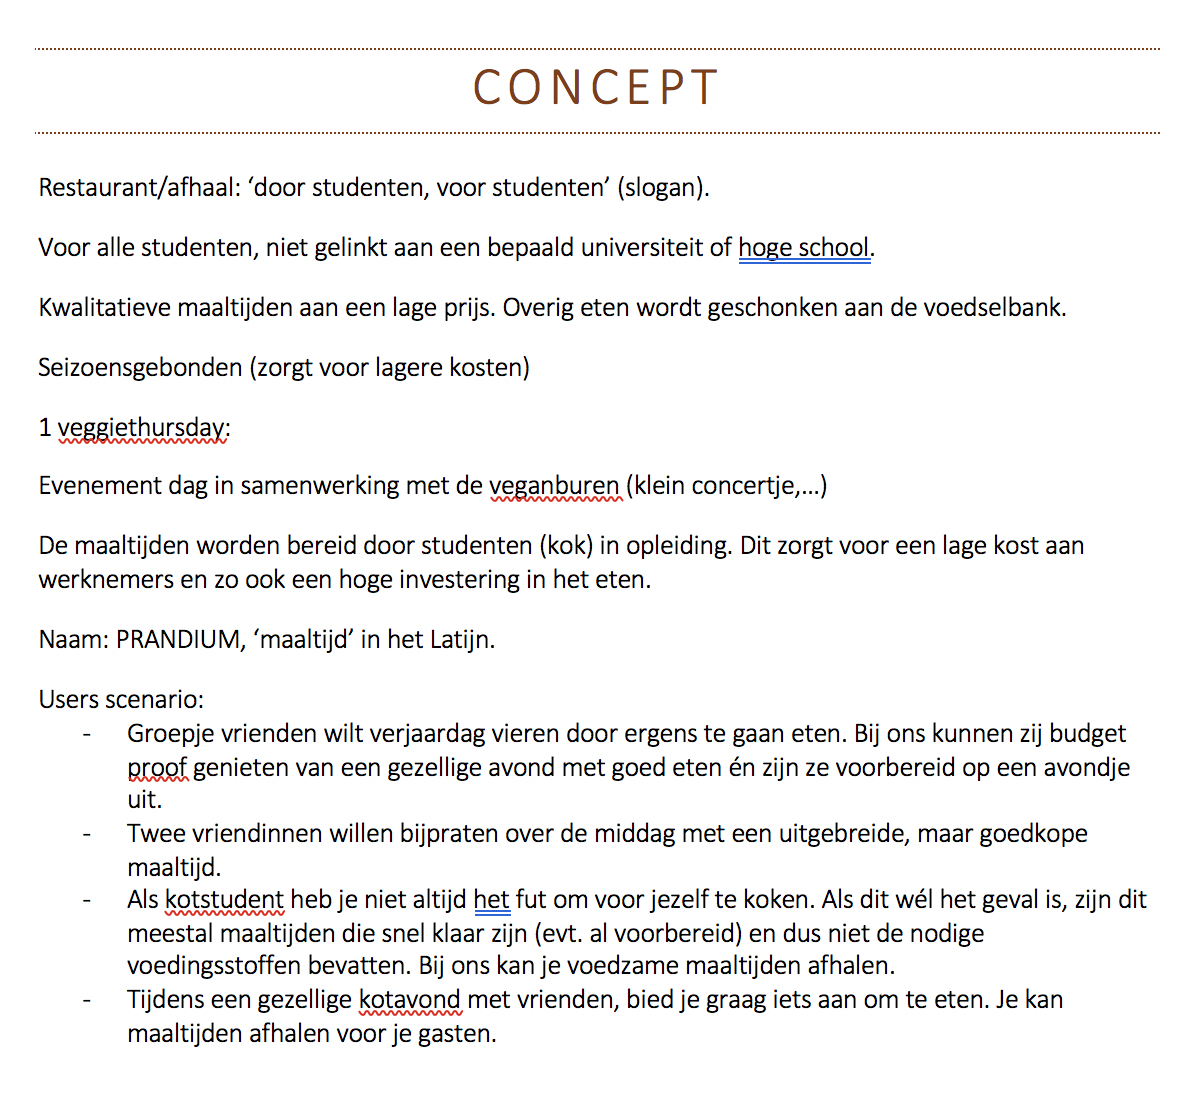 CONCEPT
Restaurant/afhaal: ‘door studenten, voor studenten’ (slogan).
Voor alle studenten, niet gelinkt aan een bepaald universiteit of hoge school.
Kwalitatieve maaltijden aan een lage prijs. Overig eten wordt geschonken aan de voedselbank.
Seizoensgebonden (zorgt voor lagere kosten)
1 veggiethursday:
Evenement dag in samenwerking met de veganburen (klein concertje,...)
De maaltijden worden bereid door studenten (kok) in opleiding. Dit zorgt voor een lage kost aan
werknemers en zo ook een hoge investering in het eten.
Naam: PRANDIUM, ‘maaltijd’ in het Latijn.
Users scenario:
- Groepje vrienden wilt verjaardag vieren door ergens te gaan eten. Bij ons kunnen zij budget
proof genieten van een gezellige avond met goed eten én zijn ze voorbereid op een avondje
uit.
- Twee vriendinnen willen bijpraten over de middag met een uitgebreide, maar goedkope
maaltijd.
- Als kotstudent heb je niet altijd het fut om voor jezelf te koken. Als dit wél het geval is, zijn dit
meestal maaltijden die snel klaar zijn (evt. al voorbereid) en dus niet de nodige
voedingsstoffen bevatten. Bij ons kan je voedzame maaltijden afhalen.
- Tijdens een gezellige kotavond met vrienden, bied je graag iets aan om te eten. Je kan
maaltijden afhalen voor je gasten.